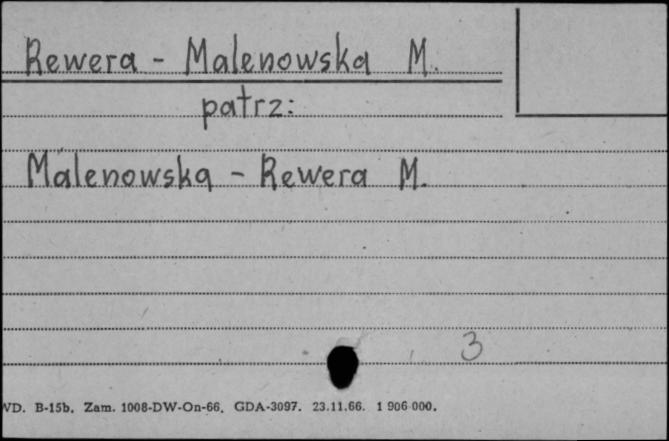 Rewera - Malenowska M.
patrz:
Malenowska - Rewera M.
3
WD. B-15b. Zam. 1008-DW-On-66. GDA-3097. 23.11.66. 1 906 000.